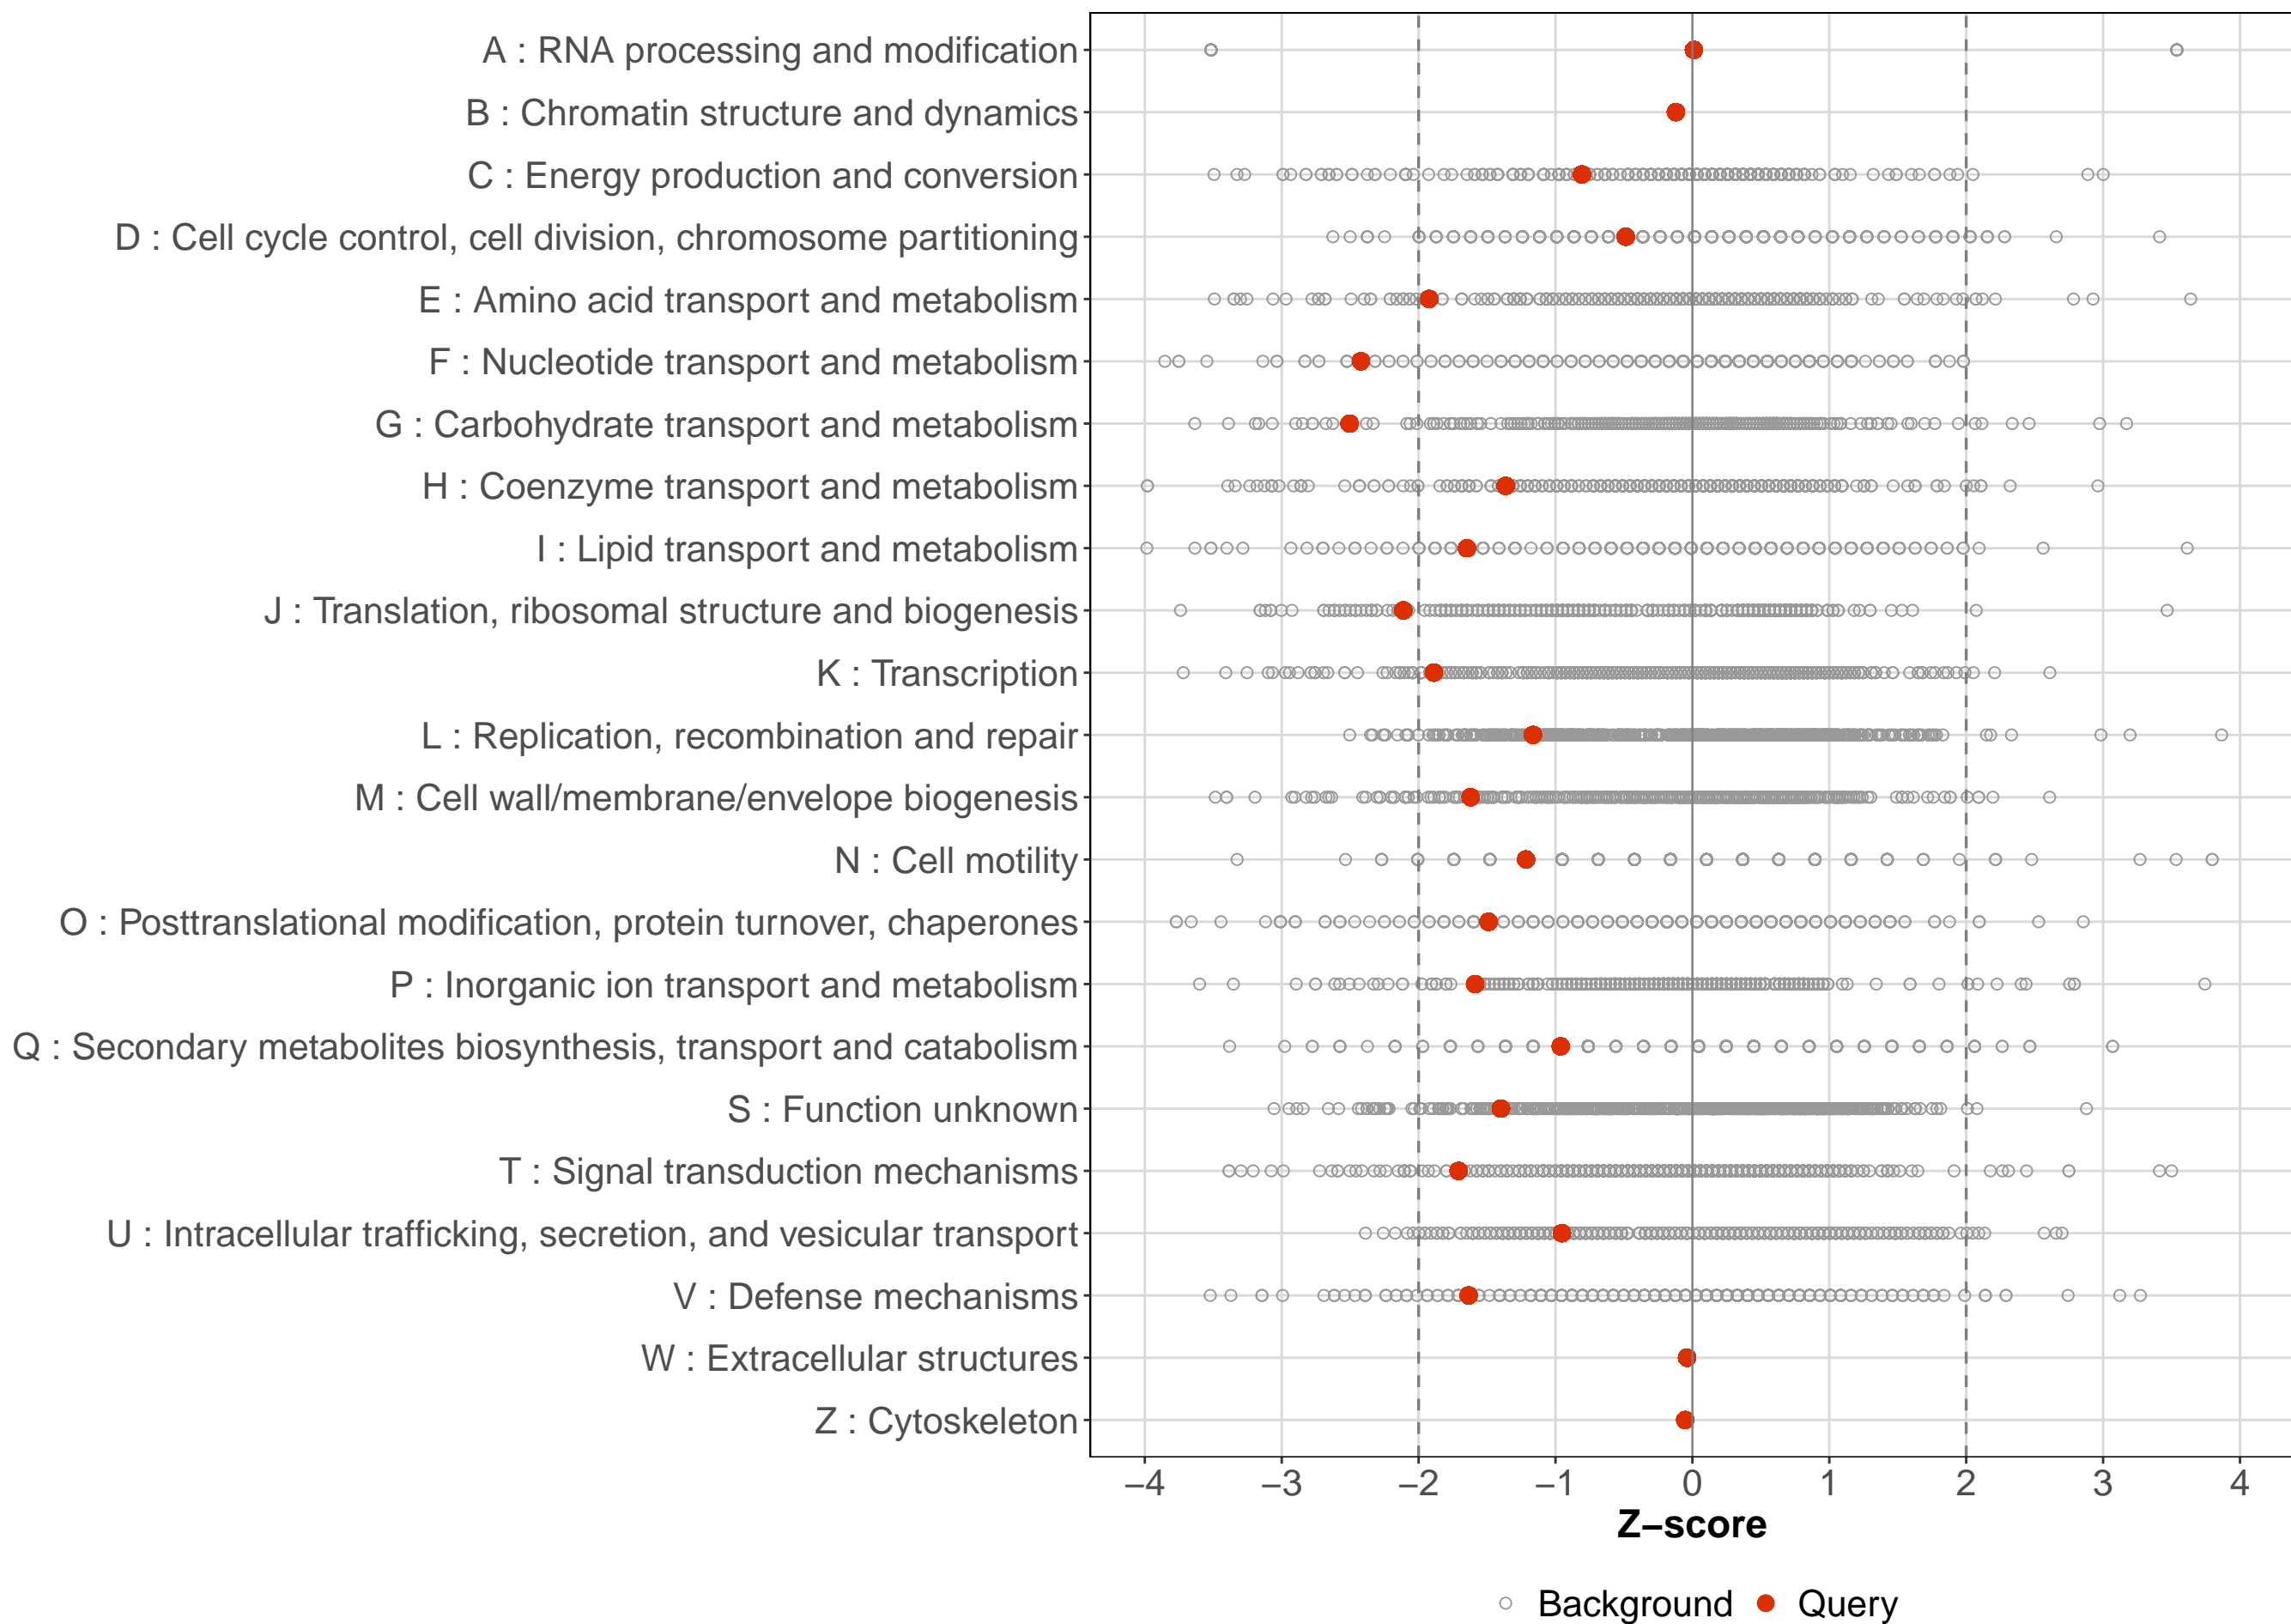 A : RNA processing and modification
B : Chromatin structure and dynamics
C : Energy production and conversion
D : Cell cycle control, cell division, chromosome partitioning
E : Amino acid transport and metabolism
F : Nucleotide transport and metabolism
G : Carbohydrate transport and metabolism
H : Coenzyme transport and metabolism
I : Lipid transport and metabolism
J : Translation, ribosomal structure and biogenesis
K : Transcription
L : Replication, recombination and repair
M : Cell wall/membrane/envelope biogenesis
N : Cell motility
O : Posttranslational modification, protein turnover, chaperones
P : Inorganic ion transport and metabolism
Q : Secondary metabolites biosynthesis, transport and catabolism
S : Function unknown
T : Signal transduction mechanisms
U : Intracellular trafficking, secretion, and vesicular transport
V : Defense mechanisms
W : Extracellular structures
Z : Cytoskeleton
−4 −3 −2 −1 0 1 2 3 4
Z−score
Background Query